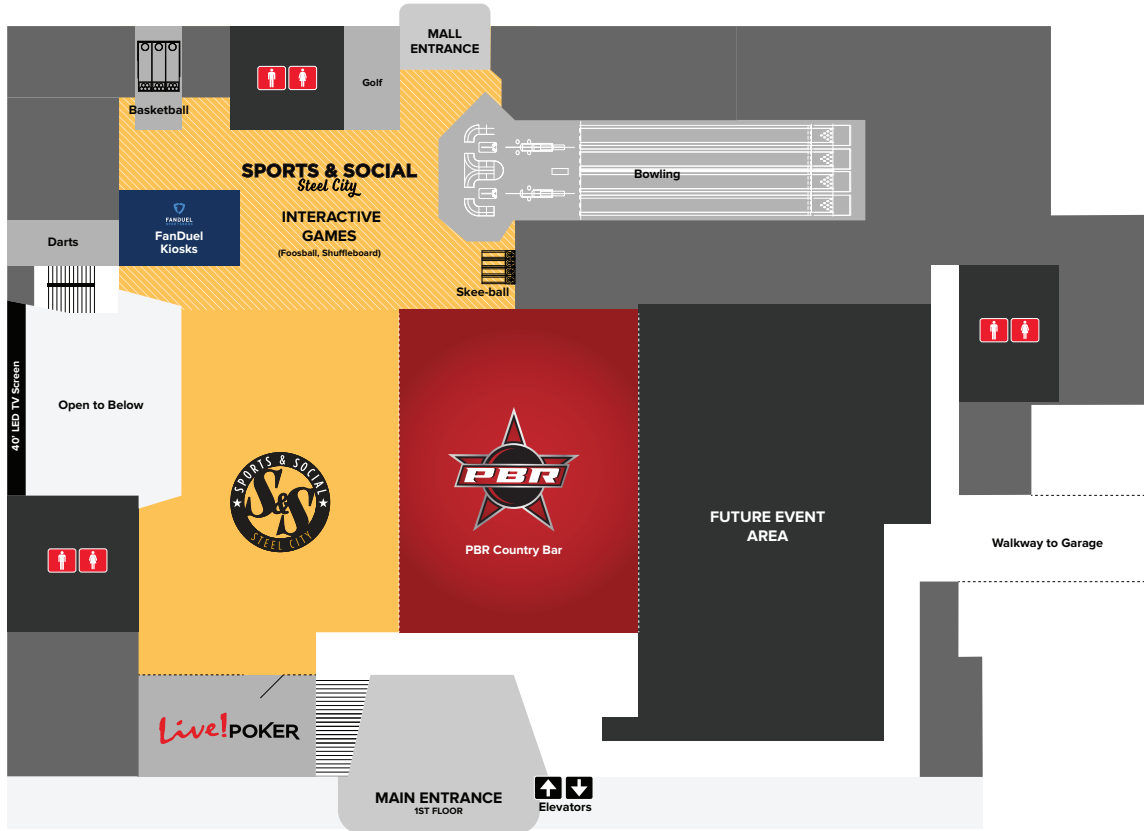 MALL
ENTRANCE
Golf
Basketball
SPORTS & SOCIAL
Steel City
INTERACTIVE
GAMES
(Foosball, Shuffleboard)
Bowling
FANDUEL
FanDuel
Kiosks
Darts
Skee-ball
40' LED TV Screen
Open to Below
SPORTS & SOCIAL
S&S
STEEL CITY
PBR
PBR Country Bar
FUTURE EVENT
AREA
Walkway to Garage
Live! POKER
MAIN ENTRANCE
1ST FLOOR
Elevators